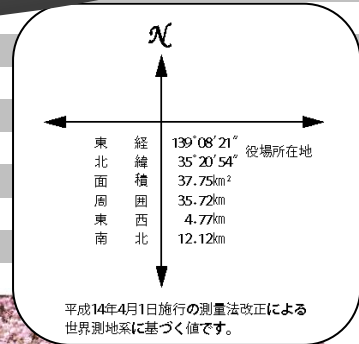 N
東経 139°08′21″ 役場所在地
北緯 35°20′54″
面積 37.75km²
周囲 35.72km
東西 4.77km
南北 12.12km
平成14年4月1日施行の測量法改正による
世界測地系に基づく値です。